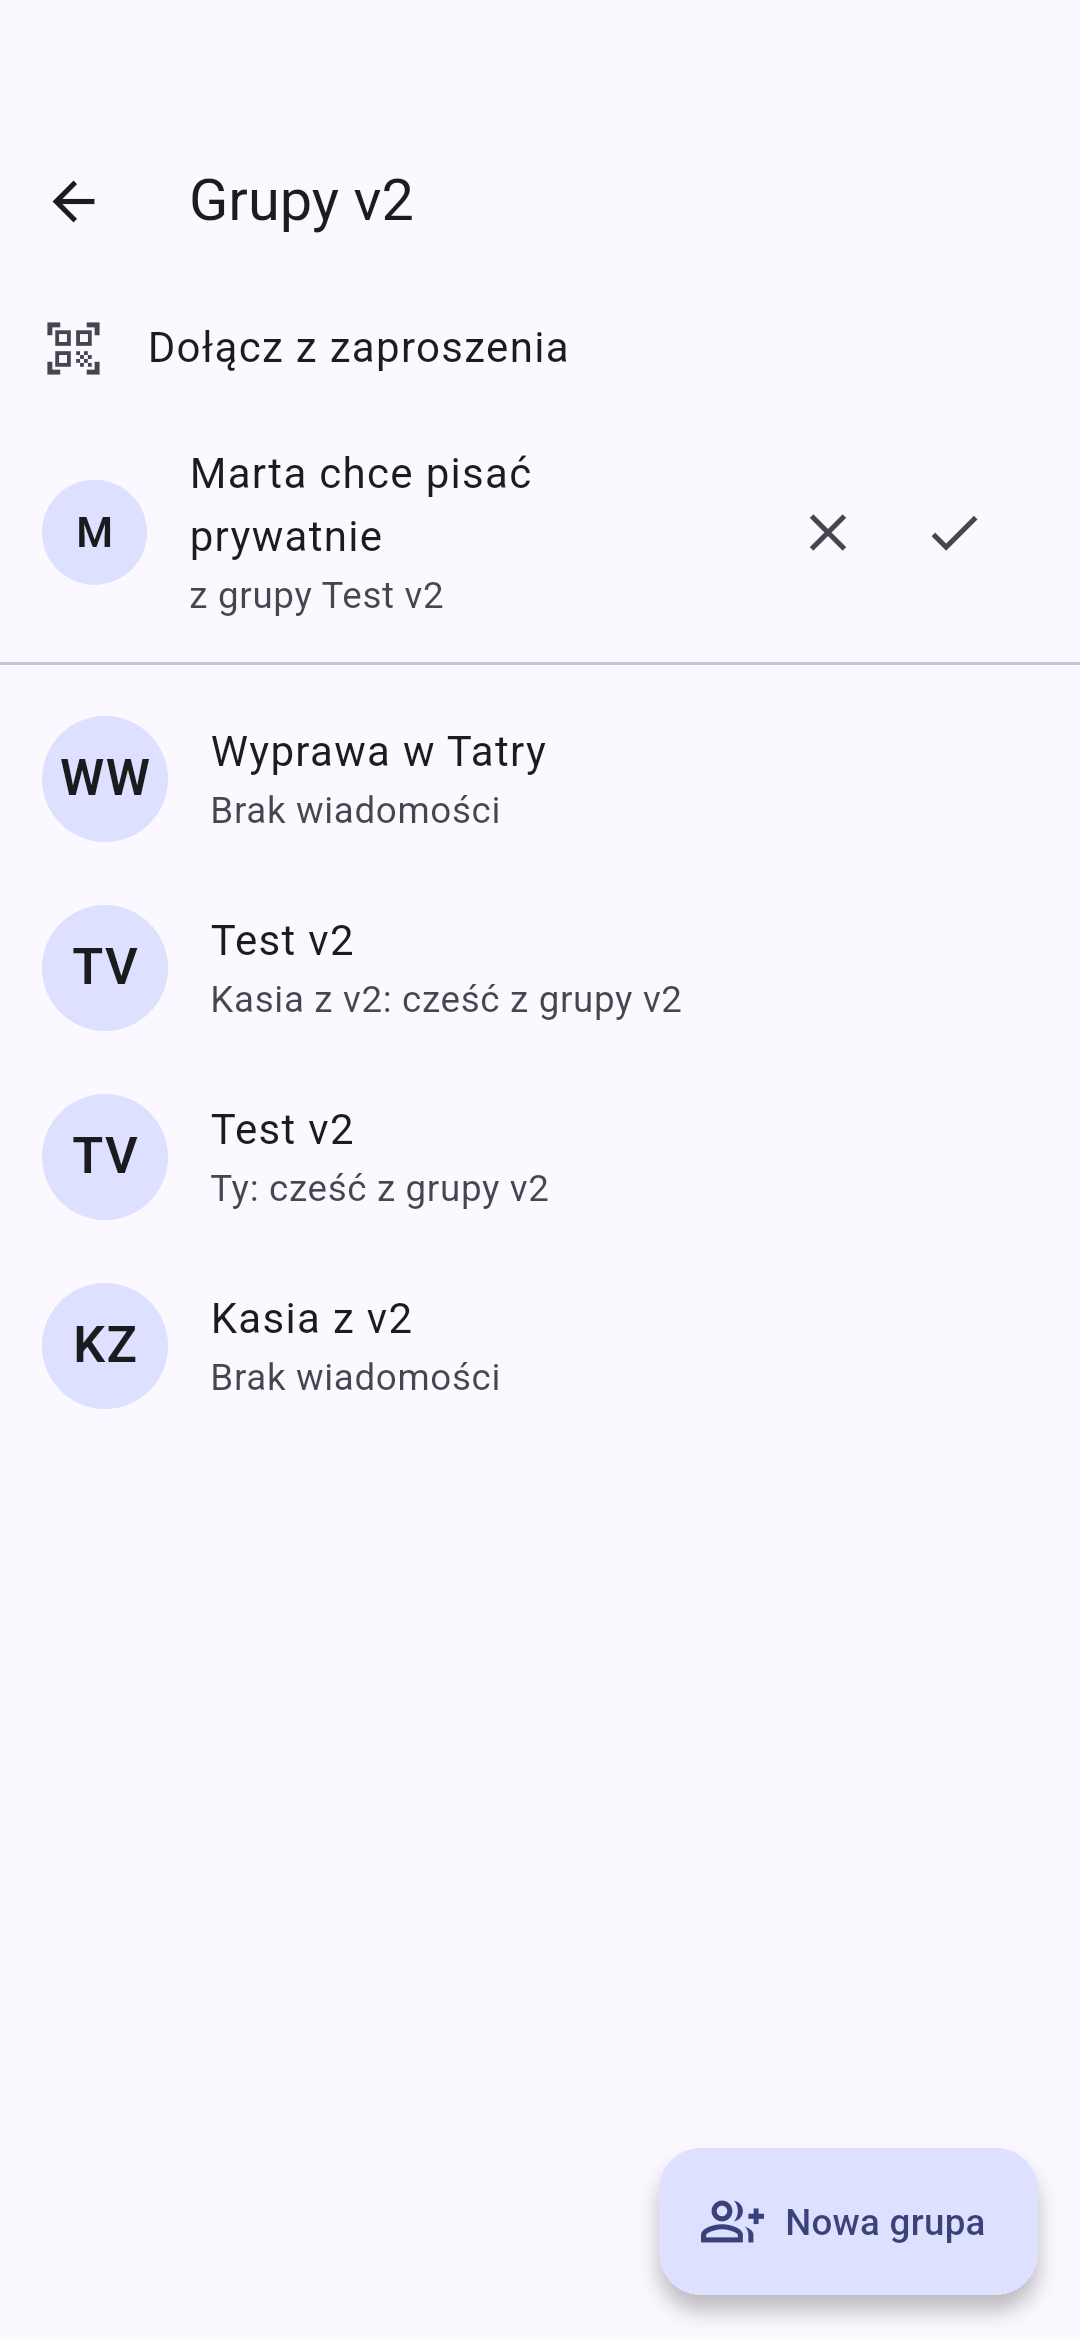 Grupy v2
Dołącz z zaproszenia
M
Marta chce pisać
prywatnie
z grupy Test v2
WW
Wyprawa w Tatry
Brak wiadomości
TV
Test v2
Kasia z v2: cześć z grupy v2
TV
Test v2
Ty: cześć z grupy v2
KZ
Kasia z v2
Brak wiadomości
Nowa grupa